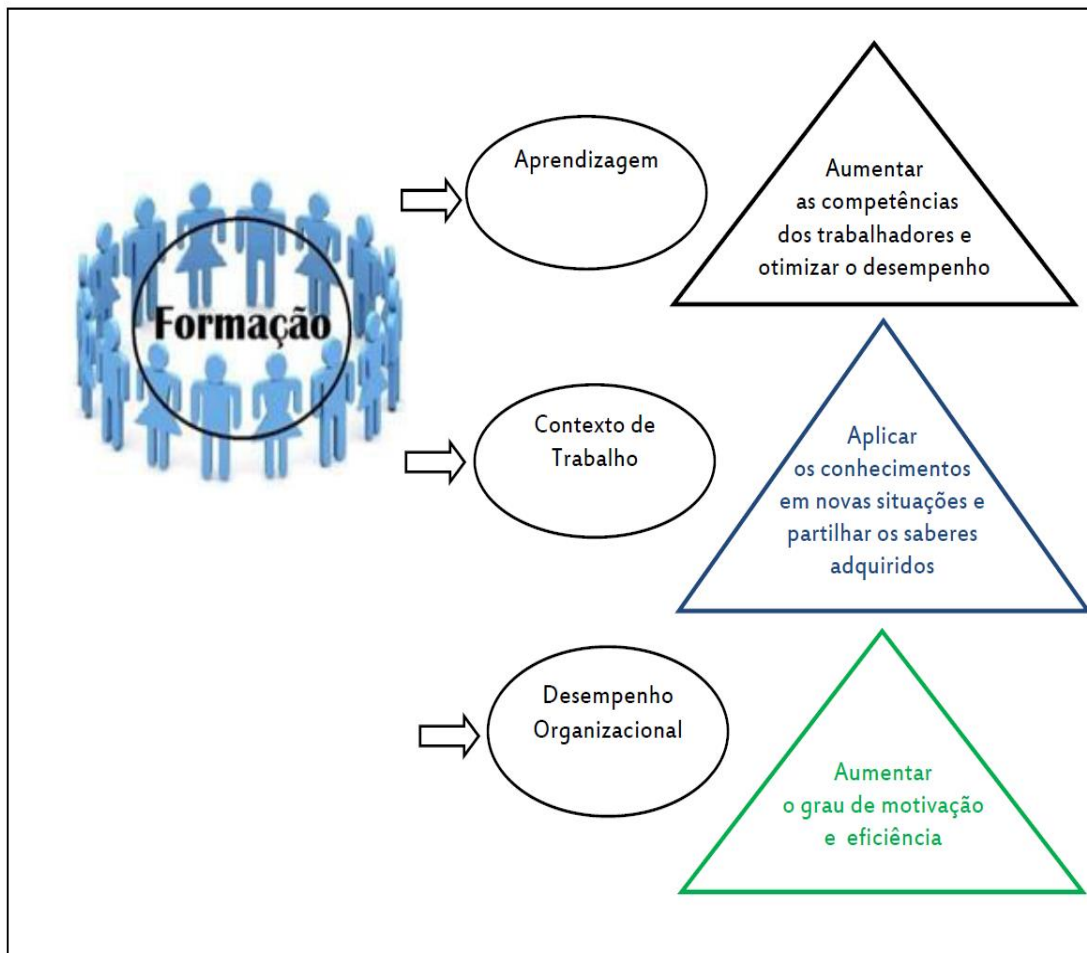 Formação
Aprendizagem
Aumentar
as competências
dos trabalhadores e
otimizar o desempenho
Contexto de
Trabalho
Aplicar
os conhecimentos
em novas situações e
partilhar os saberes
adquiridos
Desempenho
Organizacional
Aumentar
o grau de motivação
e eficiência